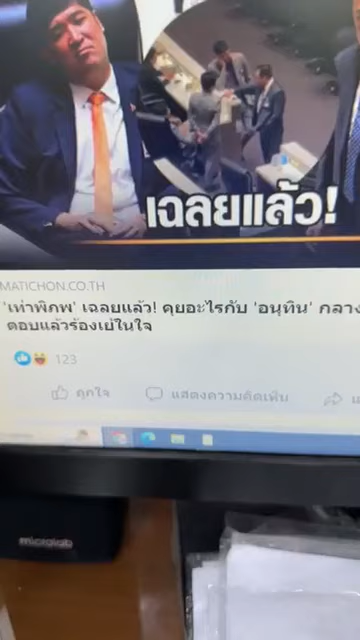 เฉลยแล้ว!
MATICHON.CO.TH
'เท่าพิภพ' เฉลยแล้ว! คุยอะไรกับ 'อนุทิน' กลาง
ตอบแล้วร้องเย้ในใจ
123
ถูกใจ
แสดงความคิดเห็น
microlab